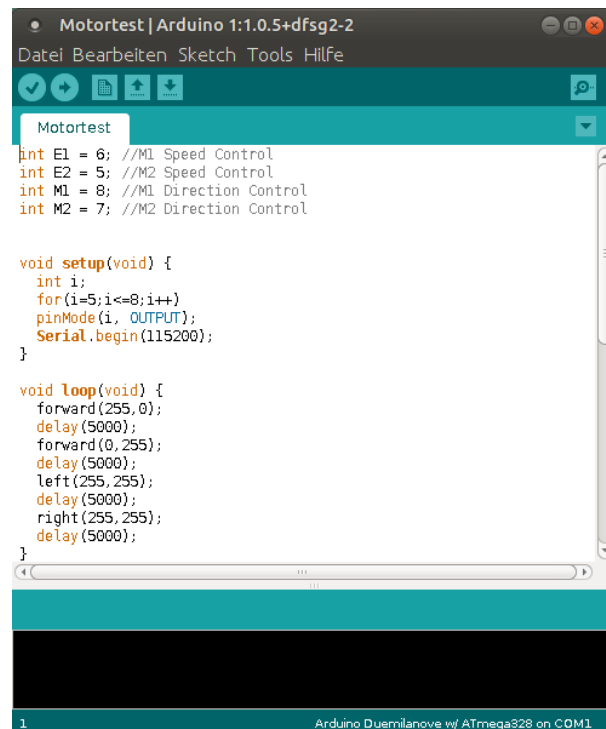 Motortest | Arduino 1:1.0.5+dfsg2-2
Datei Bearbeiten Sketch Tools Hilfe
Motortest
int E1 = 6; //M1 Speed Control
int E2 = 5; //M2 Speed Control
int M1 = 8; //M1 Direction Control
int M2 = 7; //M2 Direction Control
void setup(void) {
int i;
for(i=5;i<=8;i++)
pinMode(i, OUTPUT);
Serial.begin(115200);
}
void loop(void) {
forward(255,0);
delay(5000);
forward(0,255);
delay(5000);
left(255,255);
delay(5000);
right(255,255);
delay(5000);
}
1 Arduino Duemilanove w/ ATmega328 on COM1